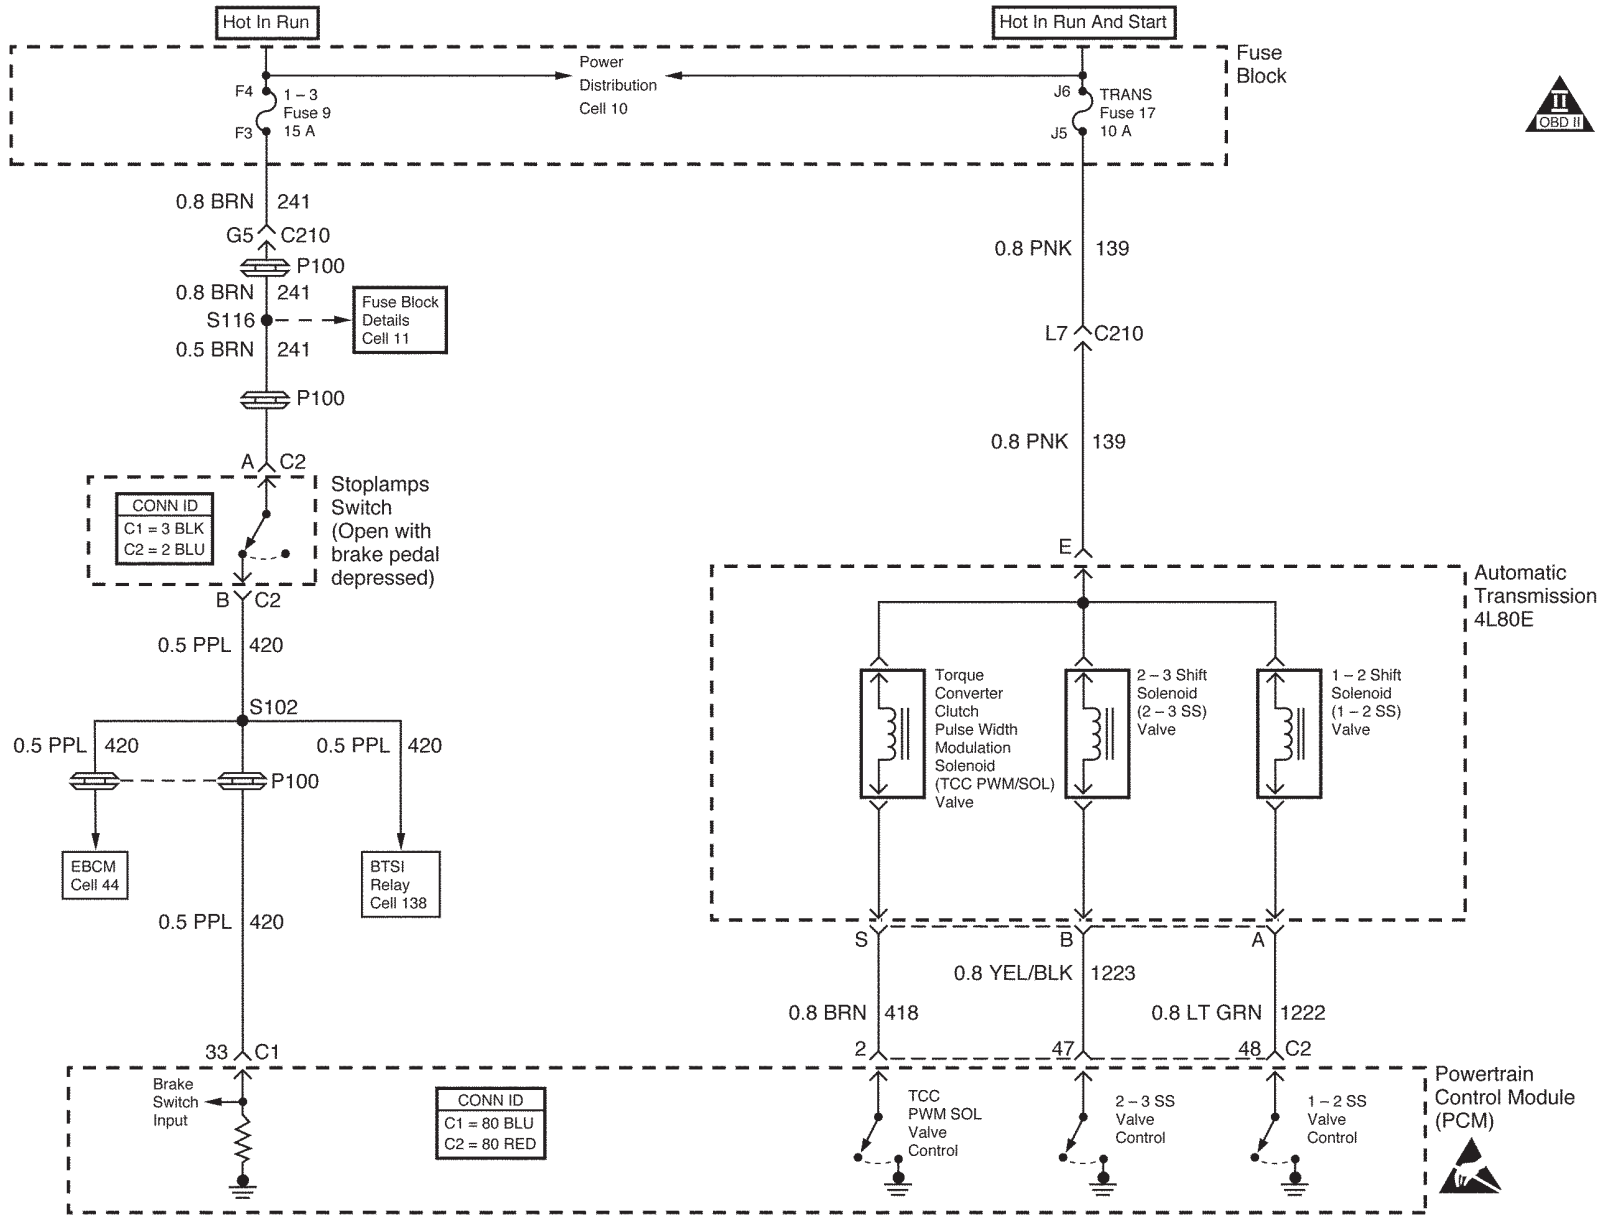 Hot In Run
Hot In Run And Start
Fuse
Block
Power
Distribution
Cell 10
F4
1 – 3
Fuse 9
15 A
F3
J6
TRANS
Fuse 17
10 A
J5
II
OBD II
0.8 BRN 241
G5 C210
P100
0.8 BRN 241
S116
Fuse Block
Details
Cell 11
0.5 BRN 241
P100
A C2
CONN ID
C1 = 3 BLK
C2 = 2 BLU
Stoplamps
Switch
(Open with
brake pedal
depressed)
B C2
0.5 PPL 420
S102
0.5 PPL 420
0.5 PPL 420
P100
EBCM
Cell 44
BTSI
Relay
Cell 138
0.5 PPL 420
33 C1
0.8 PNK 139
L7 C210
0.8 PNK 139
E
Automatic
Transmission
4L80E
Torque
Converter
Clutch
Pulse Width
Modulation
Solenoid
(TCC PWM/SOL)
Valve
2 – 3 Shift
Solenoid
(2 – 3 SS)
Valve
1 – 2 Shift
Solenoid
(1 – 2 SS)
Valve
S
B
A
0.8 YEL/BLK 1223
0.8 BRN 418
0.8 LT GRN 1222
2
47
48 C2
Brake
Switch
Input
CONN ID
C1 = 80 BLU
C2 = 80 RED
TCC
PWM SOL
Valve
Control
2 – 3 SS
Valve
Control
1 – 2 SS
Valve
Control
Powertrain
Control Module
(PCM)